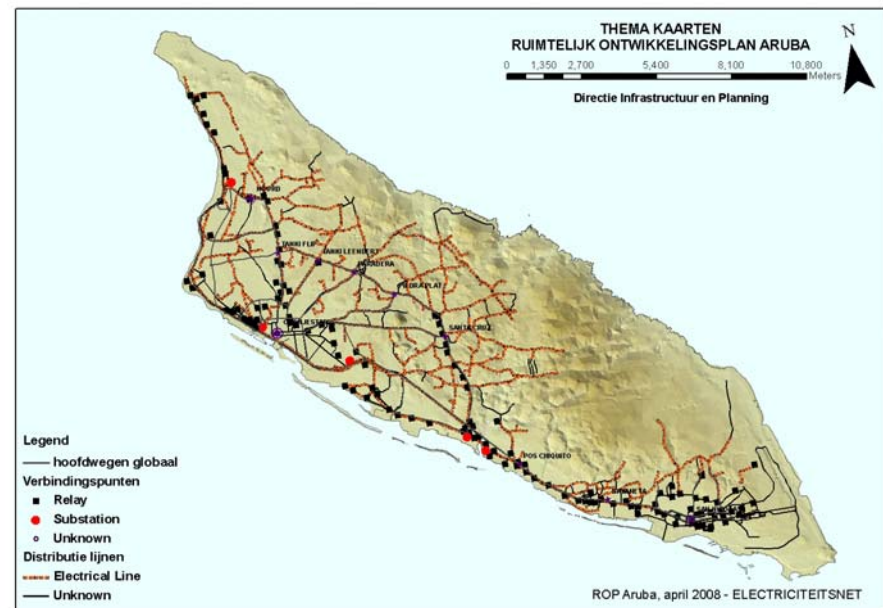 THEMA KAARTEN
RUIMTELIJK ONTWIKKELINGSPLAN ARUBA
N
0 1,350 2,700 5,400 8,100 10,800
Meters
Directie Infrastructuur en Planning
NOORD
TANKI FLIP
TANKI LEENDERT
PARADERA
PIEDRA PLAT
SANTA CRUZ
POS CHIQUITO
Legend
hoofdwegen globaal
Verbindingspunten
Relay
Substation
Unknown
Distributie lijnen
Electrical Line
Unknown
ROP Aruba, april 2008 - ELECTRICITEITSNET